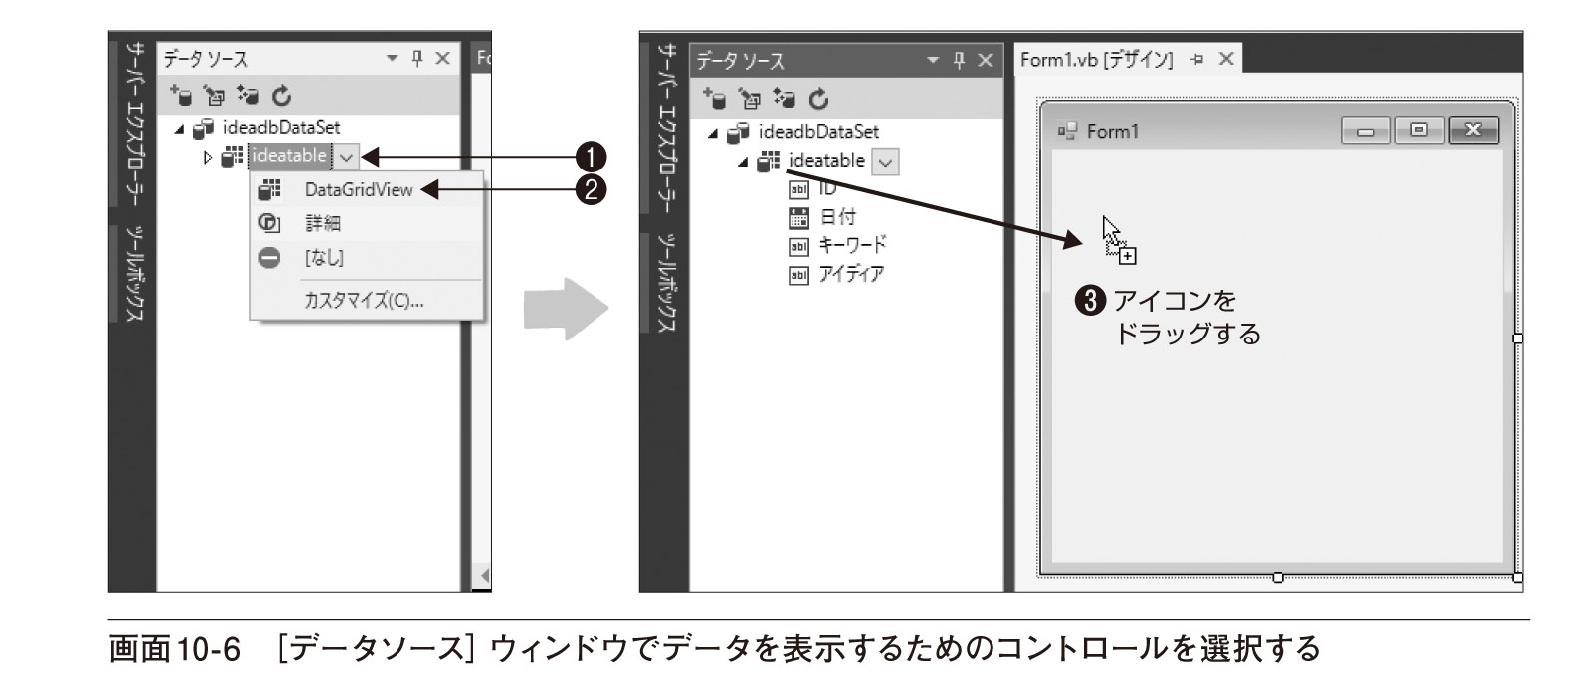 サーバー エクスプローラー
ツールボックス
データ ソース
Fo
ideadbDataSet
ideatable
❶
DataGridView
❷
詳細
[なし]
カスタマイズ(C)...
サーバー エクスプローラー
ツールボックス
データ ソース
ideadbDataSet
ideatable
ID
日付
キーワード
アイディア
Form1.vb [デザイン]
Form1
❸ アイコンを
ドラッグする
画面10-6 [データソース] ウィンドウでデータを表示するためのコントロールを選択する